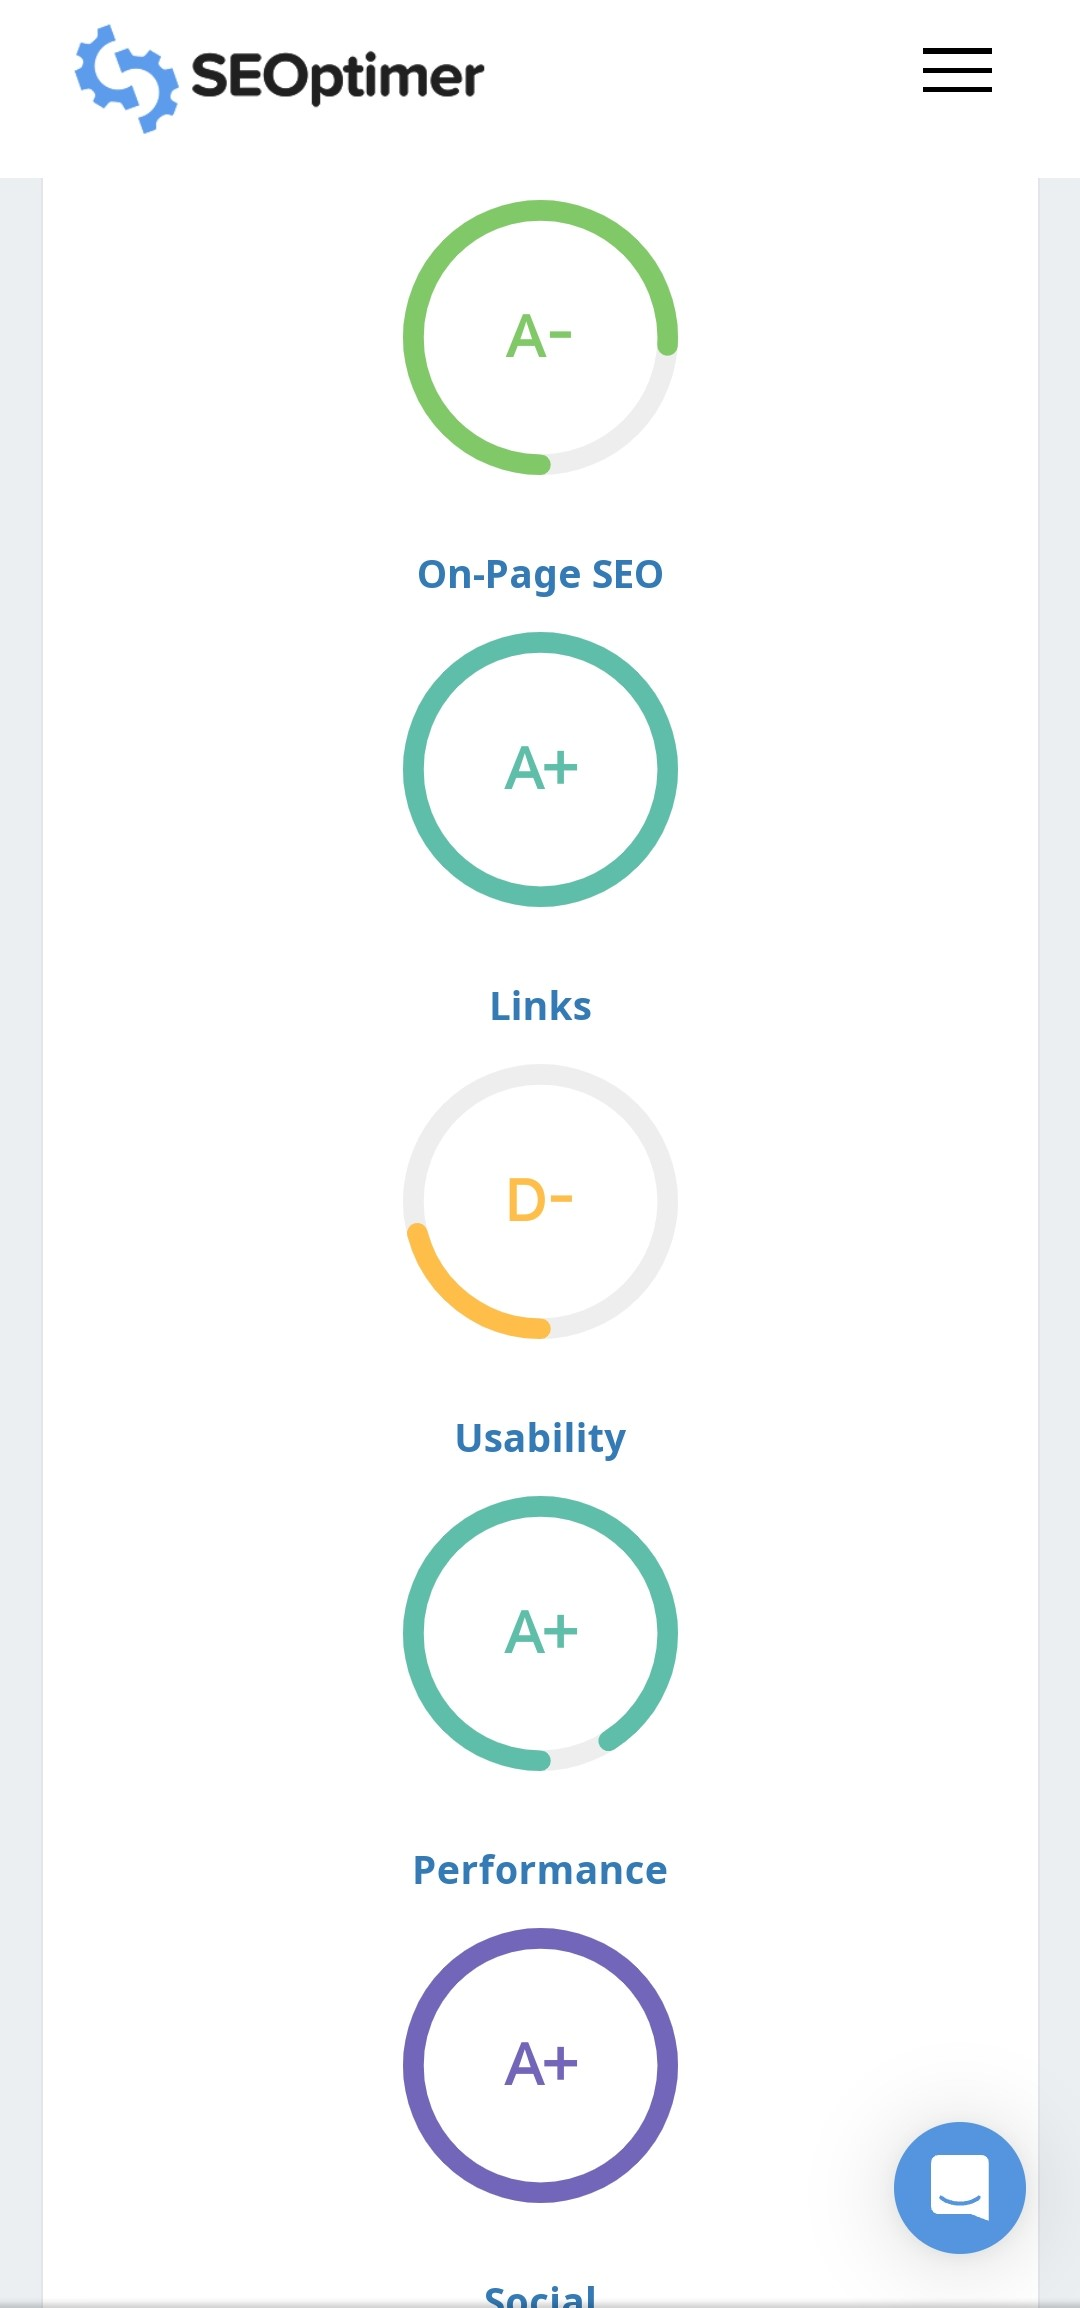 SEOptimer
A-
On-Page SEO
A+
Links
D-
Usability
A+
Performance
A+
Social